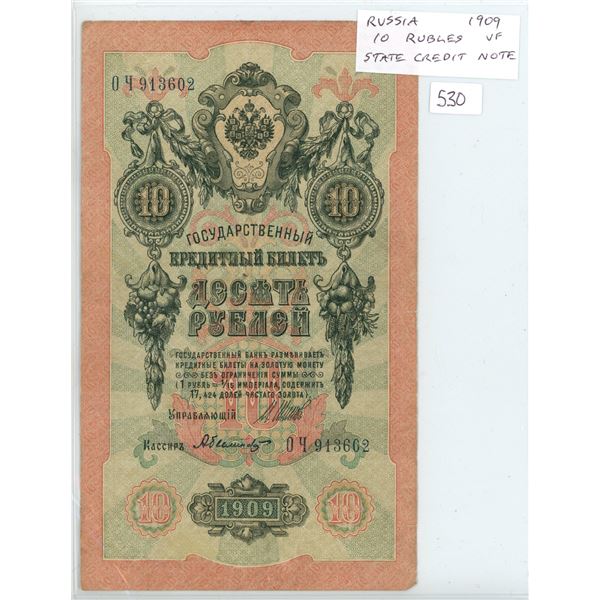 RUSSIA 1909
10 RUBLES VF
STATE CREDIT NOTE
530
ОЧ 913602
10 10
ГОСУДАРСТВЕННЫЙ
КРЕДИТНЫЙ БИЛЕТЪ
ДЕСЯТЬ
РУБЛЕЙ
ГОСУДАРСТВЕННЫЙ БАНКЪ РАЗМѢНИВАЕТЪ
КРЕДИТНЫЕ БИЛЕТЫ НА ЗОЛОТУЮ МОНЕТУ
БЕЗЪ ОГРАНИЧЕНІЯ СУММЫ
(1 РУБЛЬ = 1/15 ИМПЕРІАЛА, СОДЕРЖИТЪ
17,424 ДОЛЕЙ ЧИСТАГО ЗОЛОТА).
10
Управляющій
Кассиръ ОЧ 913602
10 1909 10